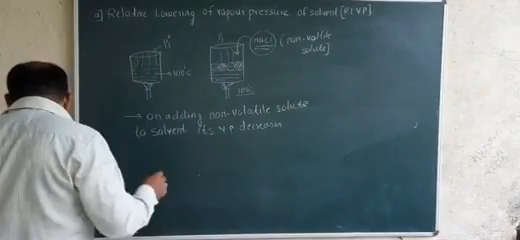 a] Relative Lowering of vapour pressure of solvent [RLVP]
P° P NaCl (non-volatile
solute]
100°C
→ on adding non-volatile solute
to solvent its V.P decreases